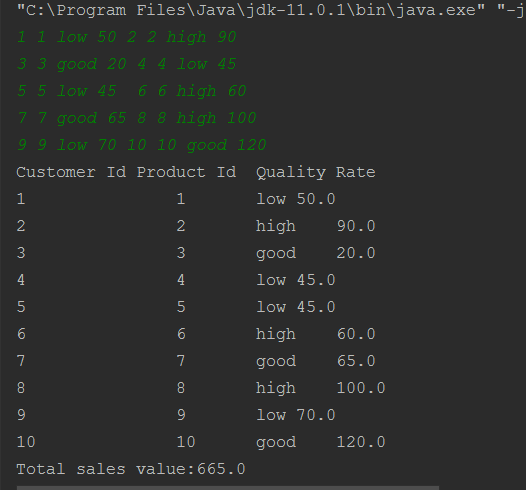 "C:\Program Files\Java\jdk-11.0.1\bin\java.exe" "-j
1 1 low 50 2 2 high 90
3 3 good 20 4 4 low 45
5 5 low 45  6 6 high 60
7 7 good 65 8 8 high 100
9 9 low 70 10 10 good 120
Customer Id Product Id  Quality Rate
1               1       low 50.0
2               2       high    90.0
3               3       good    20.0
4               4       low 45.0
5               5       low 45.0
6               6       high    60.0
7               7       good    65.0
8               8       high    100.0
9               9       low 70.0
10              10      good    120.0
Total sales value:665.0